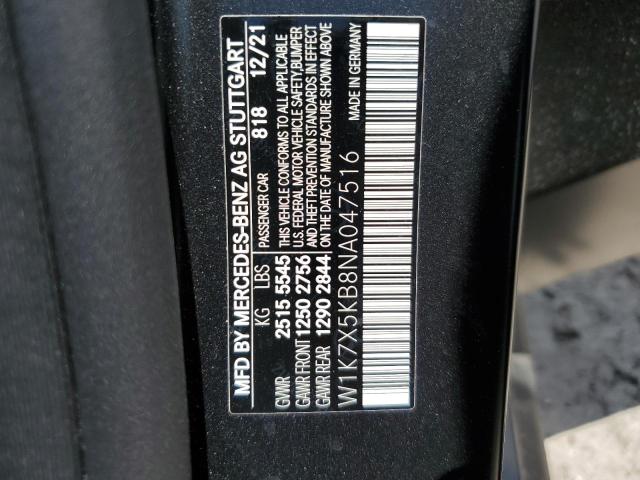 MFD BY MERCEDES-BENZ AG STUTTGART
KG LBS PASSENGER CAR 818 12/21
GVWR 2515 5545 THIS VEHICLE CONFORMS TO ALL APPLICABLE
GAWR FRONT 1250 2756 U.S. FEDERAL MOTOR VEHICLE SAFETY,BUMPER
GAWR REAR 1290 2844 AND THEFT PREVENTION STANDARDS IN EFFECT
ON THE DATE OF MANUFACTURE SHOWN ABOVE
W1K7X5KB8NA047516 MADE IN GERMANY